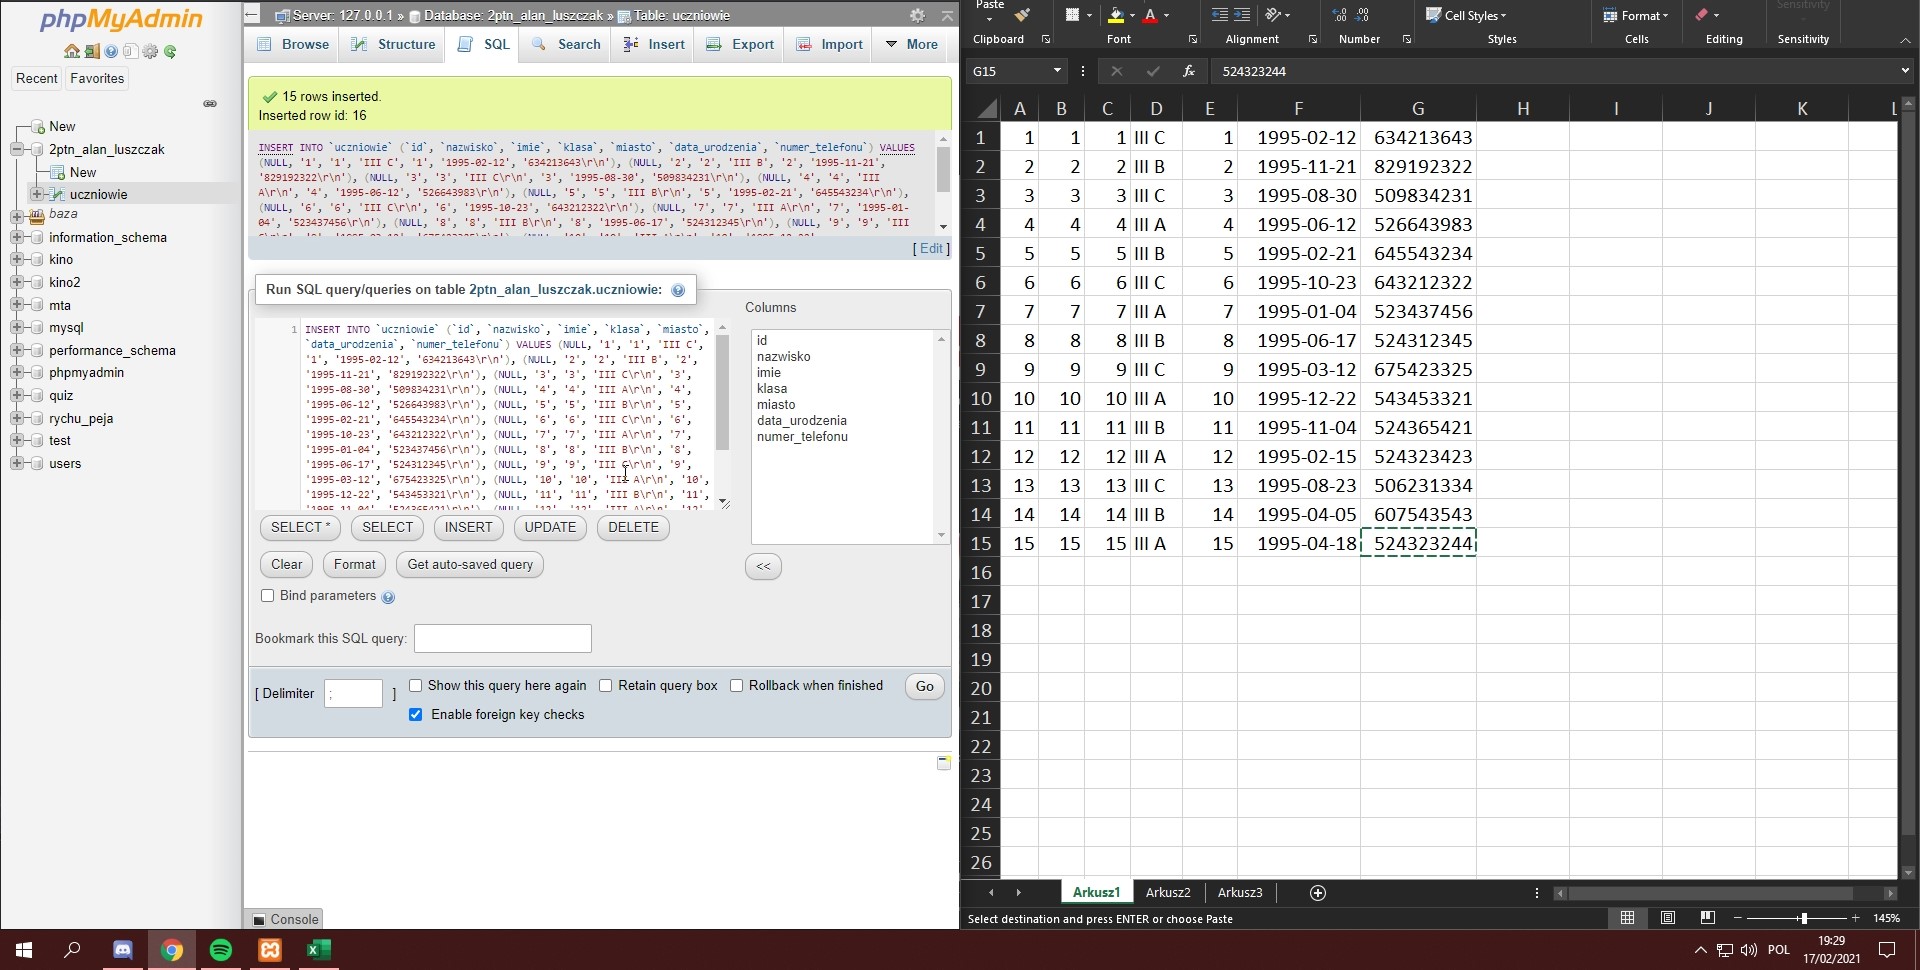 phpMyAdmin
Recent
Favorites
New
2ptn_alan_luszczak
New
uczniowie
baza
information_schema
kino
kino2
mta
mysql
performance_schema
phpmyadmin
quiz
rychu_peja
test
users
Server: 127.0.0.1 » Database: 2ptn_alan_luszczak » Table: uczniowie
Browse Structure SQL Search Insert Export Import More
15 rows inserted.
Inserted row id: 16
INSERT INTO `uczniowie` (`id`, `nazwisko`, `imie`, `klasa`, `miasto`, `data_urodzenia`, `numer_telefonu`) VALUES
(NULL, '1', '1', 'III C', '1', '1995-02-12', '634213643\r\n'), (NULL, '2', '2', 'III B', '2', '1995-11-21',
'829192322\r\n'), (NULL, '3', '3', 'III C\r\n', '3', '1995-08-30', '509834231\r\n'), (NULL, '4', '4', 'III
A\r\n', '4', '1995-06-12', '526643983\r\n'), (NULL, '5', '5', 'III B\r\n', '5', '1995-02-21', '645543234\r\n'),
(NULL, '6', '6', 'III C\r\n', '6', '1995-10-23', '643212322\r\n'), (NULL, '7', '7', 'III A\r\n', '7', '1995-01-
04', '523437456\r\n'), (NULL, '8', '8', 'III B\r\n', '8', '1995-06-17', '524312345\r\n'), (NULL, '9', '9', 'III
[ Edit ]
Run SQL query/queries on table 2ptn_alan_luszczak.uczniowie:
Columns
1 INSERT INTO `uczniowie` (`id`, `nazwisko`, `imie`, `klasa`, `miasto`,
`data_urodzenia`, `numer_telefonu`) VALUES (NULL, '1', '1', 'III C',
'1', '1995-02-12', '634213643\r\n'), (NULL, '2', '2', 'III B', '2',
'1995-11-21', '829192322\r\n'), (NULL, '3', '3', 'III C\r\n', '3',
'1995-08-30', '509834231\r\n'), (NULL, '4', '4', 'III A\r\n', '4',
'1995-06-12', '526643983\r\n'), (NULL, '5', '5', 'III B\r\n', '5',
'1995-02-21', '645543234\r\n'), (NULL, '6', '6', 'III C\r\n', '6',
'1995-10-23', '643212322\r\n'), (NULL, '7', '7', 'III A\r\n', '7',
'1995-01-04', '523437456\r\n'), (NULL, '8', '8', 'III B\r\n', '8',
'1995-06-17', '524312345\r\n'), (NULL, '9', '9', 'III C\r\n', '9',
'1995-03-12', '675423325\r\n'), (NULL, '10', '10', 'III A\r\n', '10',
'1995-12-22', '543453321\r\n'), (NULL, '11', '11', 'III B\r\n', '11',
'1995-11-04', '524365421\r\n'), (NULL, '12', '12', 'III A\r\n', '12',
id
nazwisko
imie
klasa
miasto
data_urodzenia
numer_telefonu
SELECT * SELECT INSERT UPDATE DELETE
Clear Format Get auto-saved query <<
Bind parameters
Bookmark this SQL query:
[ Delimiter ; ] Show this query here again Retain query box Rollback when finished Go
Enable foreign key checks
Console
Paste Cell Styles Format Sensitivity
Clipboard Font Alignment Number Styles Cells Editing Sensitivity
G15 fx 524323244
A B C D E F G H I J K L
1 1 1 1 III C 1 1995-02-12 634213643
2 2 2 2 III B 2 1995-11-21 829192322
3 3 3 3 III C 3 1995-08-30 509834231
4 4 4 4 III A 4 1995-06-12 526643983
5 5 5 5 III B 5 1995-02-21 645543234
6 6 6 6 III C 6 1995-10-23 643212322
7 7 7 7 III A 7 1995-01-04 523437456
8 8 8 8 III B 8 1995-06-17 524312345
9 9 9 9 III C 9 1995-03-12 675423325
10 10 10 10 III A 10 1995-12-22 543453321
11 11 11 11 III B 11 1995-11-04 524365421
12 12 12 12 III A 12 1995-02-15 524323423
13 13 13 13 III C 13 1995-08-23 506231334
14 14 14 14 III B 14 1995-04-05 607543543
15 15 15 15 III A 15 1995-04-18 524323244
16
17
18
19
20
21
22
23
24
25
26
Arkusz1 Arkusz2 Arkusz3
Select destination and press ENTER or choose Paste 145%
POL
19:29
17/02/2021